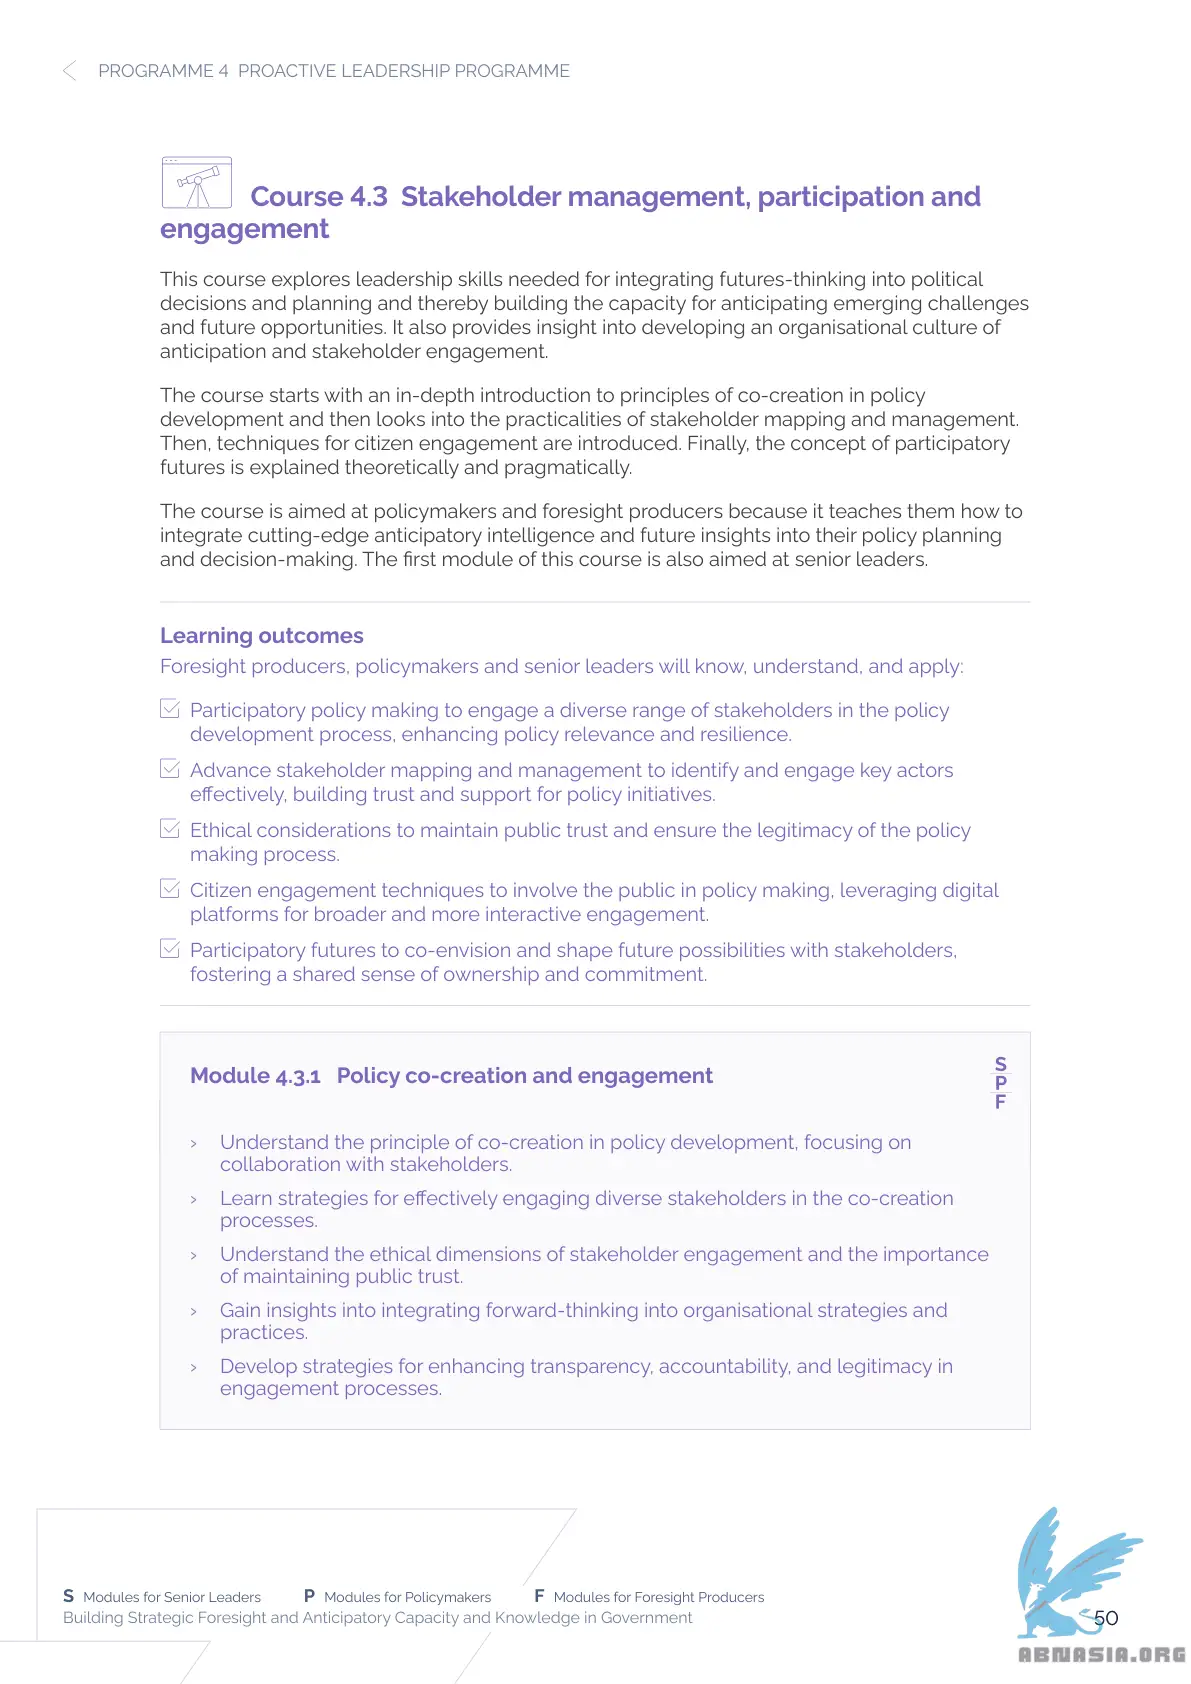 PROGRAMME 4 PROACTIVE LEADERSHIP PROGRAMME
Course 4.3 Stakeholder management, participation and
engagement
This course explores leadership skills needed for integrating futures-thinking into political
decisions and planning and thereby building the capacity for anticipating emerging challenges
and future opportunities. It also provides insight into developing an organisational culture of
anticipation and stakeholder engagement.
The course starts with an in-depth introduction to principles of co-creation in policy
development and then looks into the practicalities of stakeholder mapping and management.
Then, techniques for citizen engagement are introduced. Finally, the concept of participatory
futures is explained theoretically and pragmatically.
The course is aimed at policymakers and foresight producers because it teaches them how to
integrate cutting-edge anticipatory intelligence and future insights into their policy planning
and decision-making. The first module of this course is also aimed at senior leaders.
Learning outcomes
Foresight producers, policymakers and senior leaders will know, understand, and apply:
Participatory policy making to engage a diverse range of stakeholders in the policy
development process, enhancing policy relevance and resilience.
Advance stakeholder mapping and management to identify and engage key actors
effectively, building trust and support for policy initiatives.
Ethical considerations to maintain public trust and ensure the legitimacy of the policy
making process.
Citizen engagement techniques to involve the public in policy making, leveraging digital
platforms for broader and more interactive engagement.
Participatory futures to co-envision and shape future possibilities with stakeholders,
fostering a shared sense of ownership and commitment.
Module 4.3.1 Policy co-creation and engagement
S
P
F
› Understand the principle of co-creation in policy development, focusing on
collaboration with stakeholders.
› Learn strategies for effectively engaging diverse stakeholders in the co-creation
processes.
› Understand the ethical dimensions of stakeholder engagement and the importance
of maintaining public trust.
› Gain insights into integrating forward-thinking into organisational strategies and
practices.
› Develop strategies for enhancing transparency, accountability, and legitimacy in
engagement processes.
S Modules for Senior Leaders P Modules for Policymakers F Modules for Foresight Producers
Building Strategic Foresight and Anticipatory Capacity and Knowledge in Government
50
ABNASIA.ORG